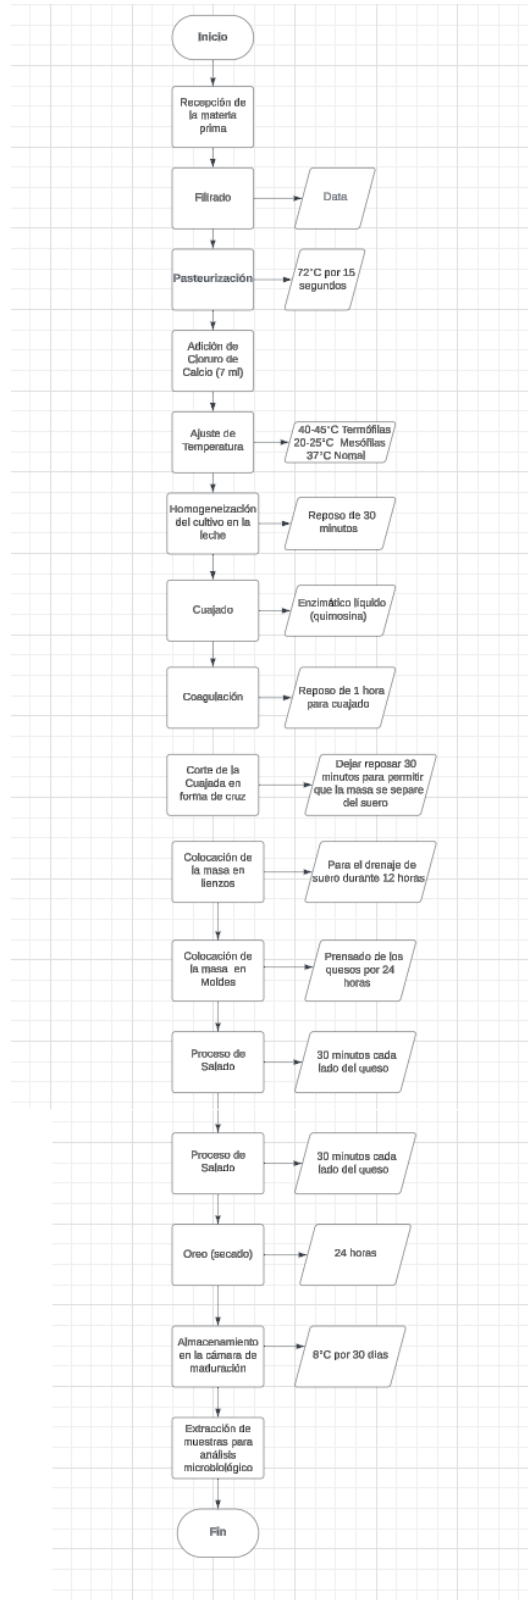 Inicio
Recepción de
la materia
prima
Filtrado
Data
Pasteurización
72°C por 15
segundos
Adición de
Cloruro de
Calcio (7 ml)
Ajuste de
Temperatura
40-45°C Termófilas
20-25°C Mesófilas
37°C Nomal
Homogeneización
del cultivo en la
leche
Reposo de 30
minutos
Cuajado
Enzimático líquido
(quimosina)
Coagulación
Reposo de 1 hora
para cuajado
Corte de la
Cuajada en
forma de cruz
Dejar reposar 30
minutos para permitir
que la masa se separe
del suero
Colocación de
la masa en
lienzos
Para el drenaje de
suero durante 12 horas
Colocación de
la masa en
Moldes
Prensado de los
quesos por 24
horas
Proceso de
Salado
30 minutos cada
lado del queso
Proceso de
Salado
30 minutos cada
lado del queso
Oreo (secado)
24 horas
Almacenamiento
en la cámara de
maduración
8°C por 30 dias
Extracción de
muestras para
análisis
microbiológico
Fin